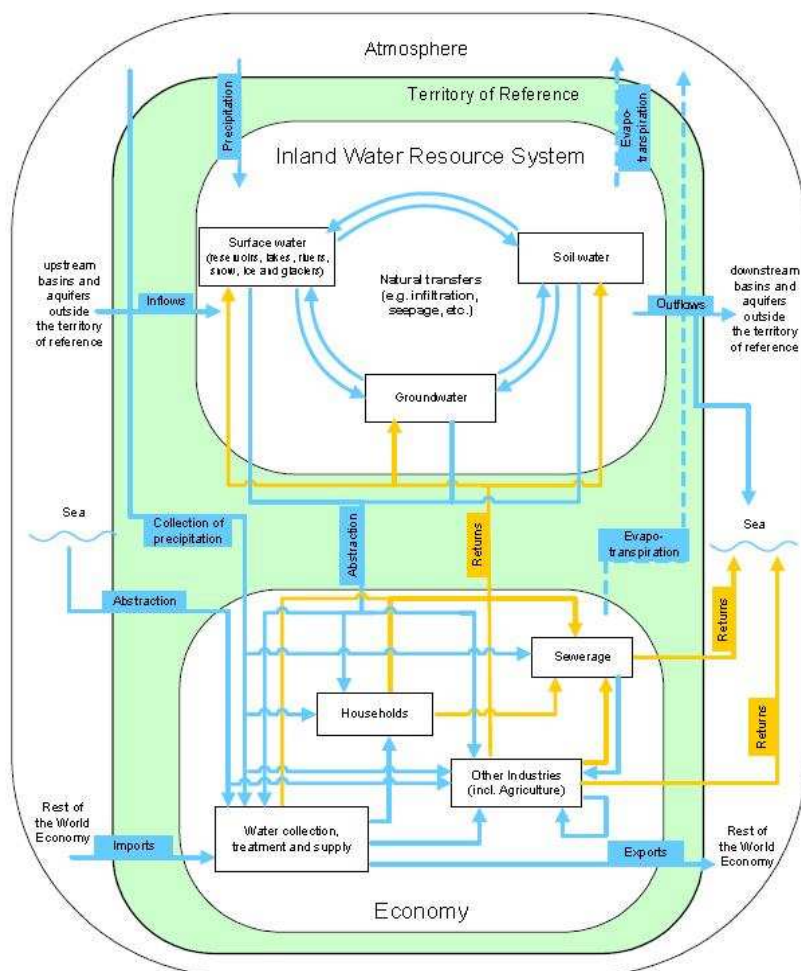 Atmosphere
Territory of Reference
Precipitation
Evapo-
transpiration
Inland Water Resource System
Surface water
(reservoirs, lakes, rivers,
snow, ice and glaciers)
Soil water
Natural transfers
(e.g. infiltration,
seepage, etc.)
upstream
basins and
aquifers
outside
the territory
of reference
Inflows
Outflows
downstream
basins and
aquifers
outside
the territory
of reference
Groundwater
Sea
Collection of
precipitation
Abstraction
Returns
Evapo-
transpiration
Sea
Abstraction
Returns
Sewerage
Households
Returns
Other Industries
(incl. Agriculture)
Rest of
the World
Economy
Imports
Water collection,
treatment and supply
Exports
Rest of
the World
Economy
Economy